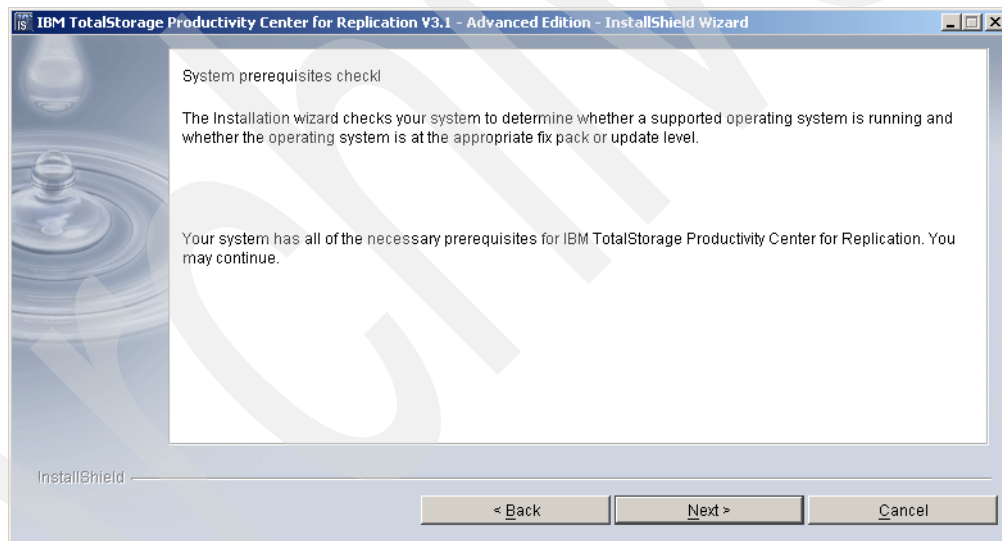 IBM TotalStorage Productivity Center for Replication V3.1 - Advanced Edition - InstallShield Wizard
System prerequisites checkl
The Installation wizard checks your system to determine whether a supported operating system is running and
whether the operating system is at the appropriate fix pack or update level.
Your system has all of the necessary prerequisites for IBM TotalStorage Productivity Center for Replication. You
may continue.
InstallShield
< Back Next > Cancel